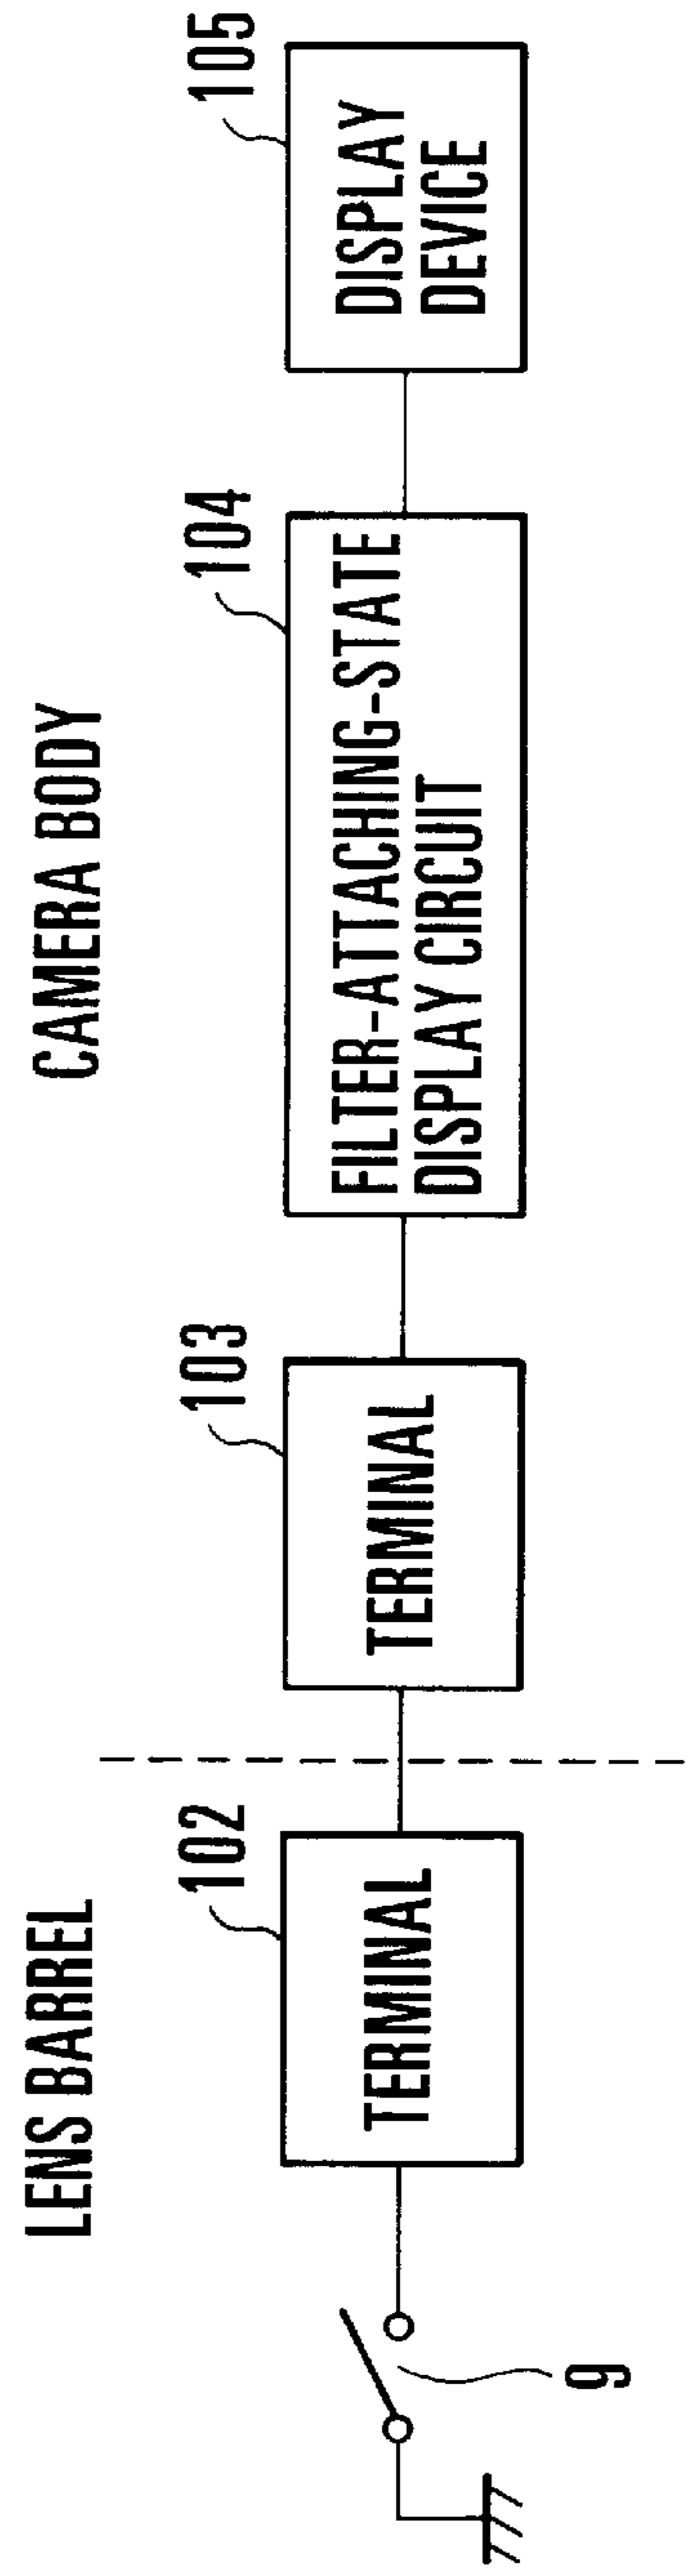 LENS BARREL
CAMERA BODY
9
102
TERMINAL
103
TERMINAL
104
FILTER-ATTACHING-STATE
DISPLAY CIRCUIT
105
DISPLAY
DEVICE